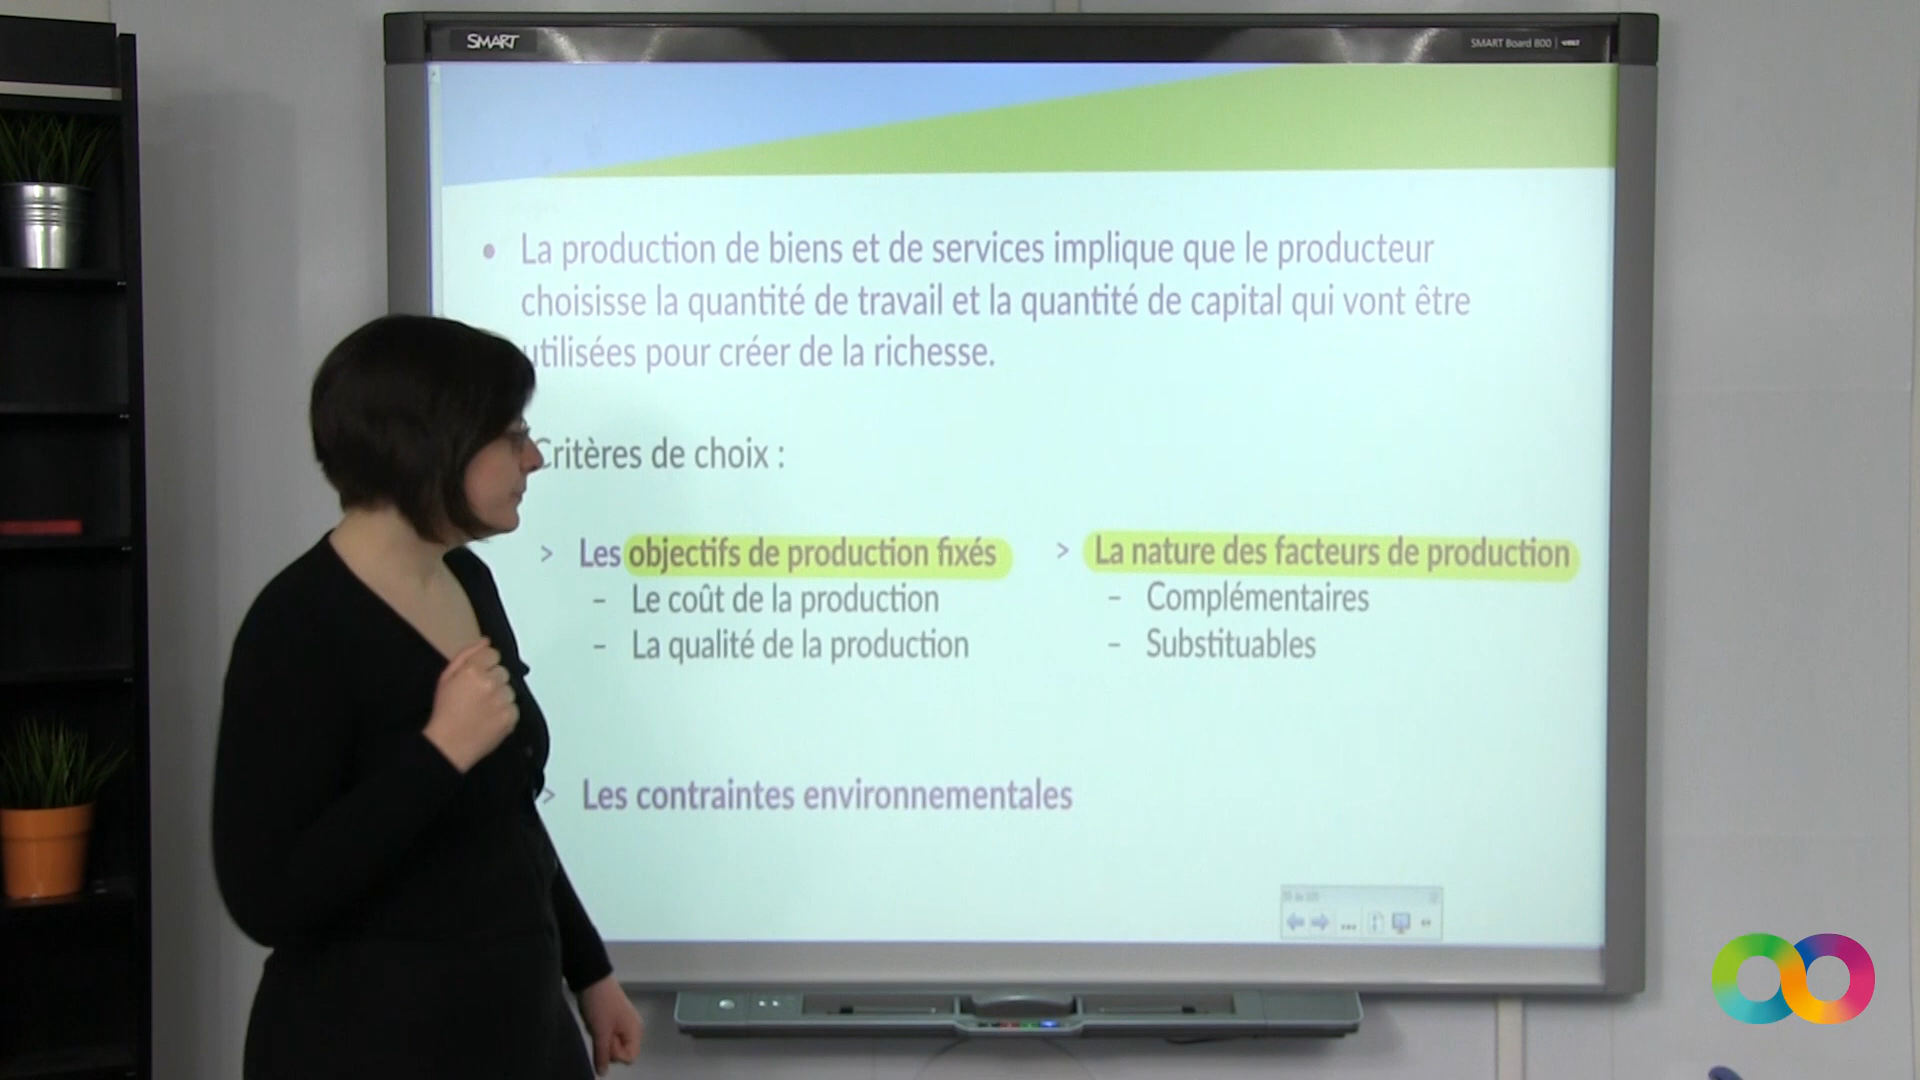 SMART
SMART Board 800
La production de biens et de services implique que le producteur
choisisse la quantité de travail et la quantité de capital qui vont être
utilisées pour créer de la richesse.
Critères de choix :
> Les objectifs de production fixés
– Le coût de la production
– La qualité de la production
> La nature des facteurs de production
– Complémentaires
– Substituables
> Les contraintes environnementales